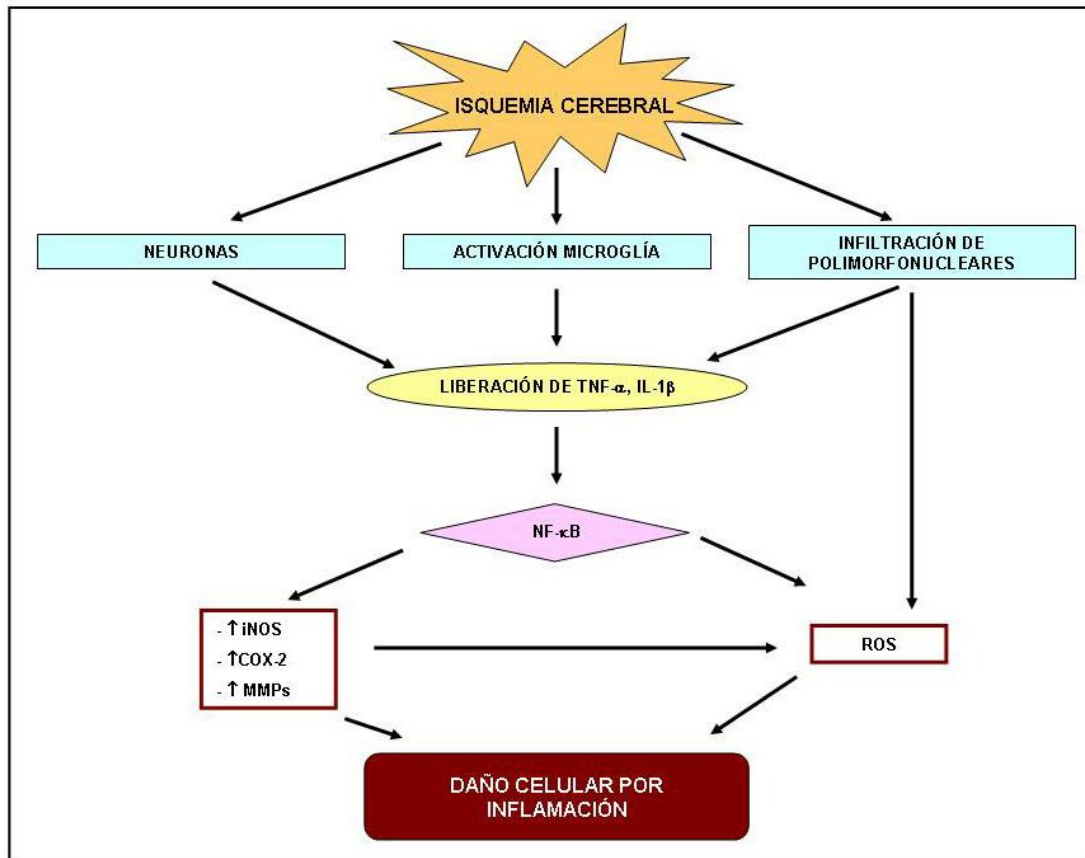 ISQUEMIA CEREBRAL
NEURONAS
ACTIVACIÓN MICROGLÍA
INFILTRACIÓN DE
POLIMORFONUCLEARES
LIBERACIÓN DE TNF-α, IL-1β
NF-κB
- ↑ iNOS
- ↑COX-2
- ↑ MMPs
ROS
DAÑO CELULAR POR
INFLAMACIÓN